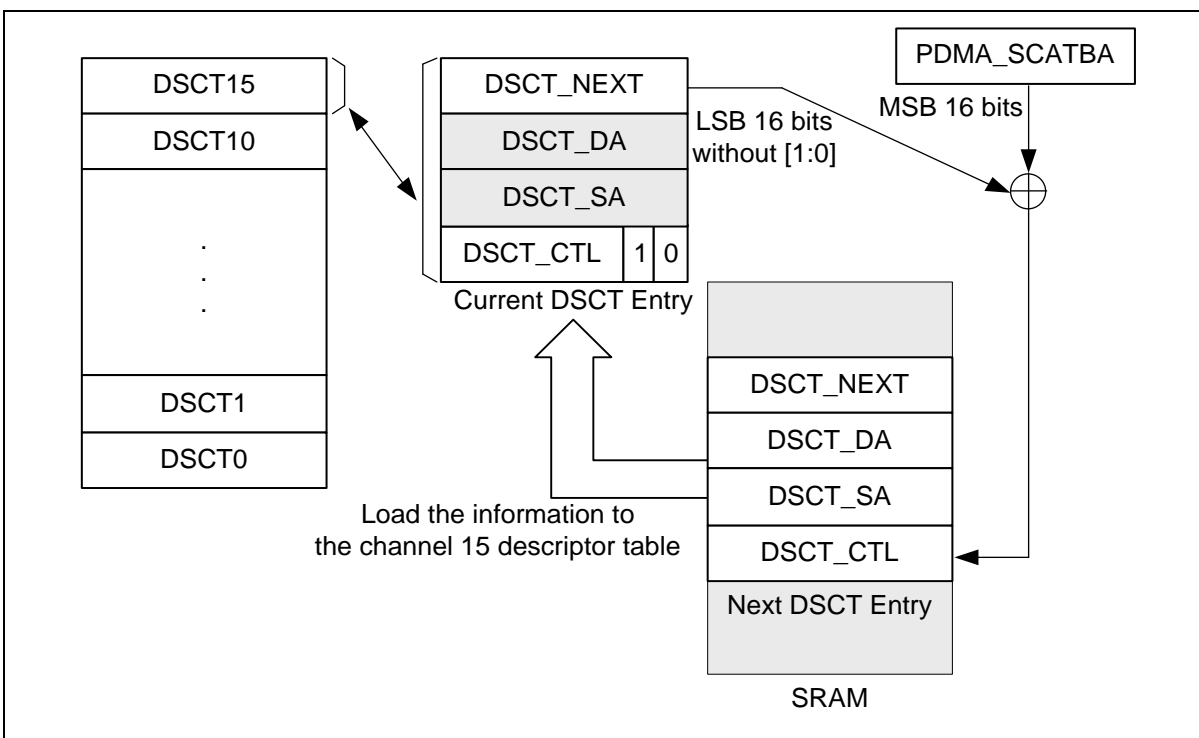 DSCT15
DSCT10
.
.
.
DSCT1
DSCT0
DSCT_NEXT
DSCT_DA
DSCT_SA
DSCT_CTL 1 0
Current DSCT Entry
PDMA_SCATBA
MSB 16 bits
LSB 16 bits
without [1:0]
Load the information to
the channel 15 descriptor table
DSCT_NEXT
DSCT_DA
DSCT_SA
DSCT_CTL
Next DSCT Entry
SRAM